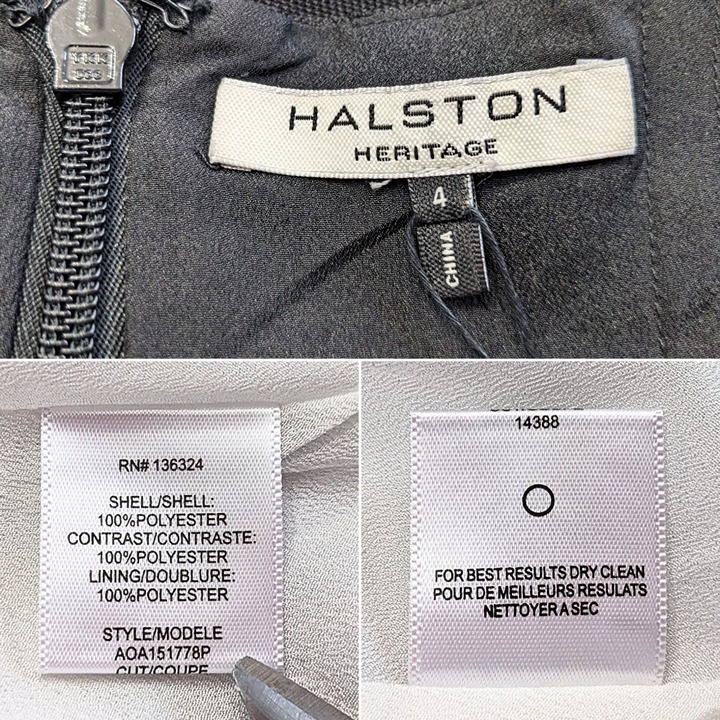 HALSTON
HERITAGE
4
CHINA
RN# 136324
SHELL/SHELL:
100%POLYESTER
CONTRAST/CONTRASTE:
100%POLYESTER
LINING/DOUBLURE:
100%POLYESTER
STYLE/MODELE
AOA151778P
CUT/COUPE
14388
FOR BEST RESULTS DRY CLEAN
POUR DE MEILLEURS RESULATS
NETTOYER A SEC